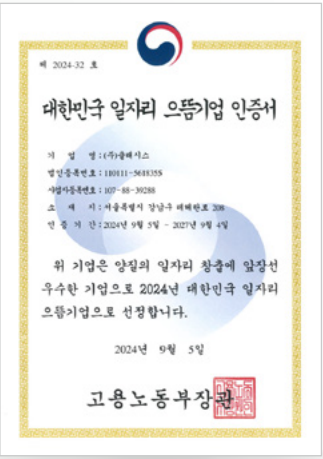 제 2024-32 호
대한민국 일자리 으뜸기업 인증서
기 업 명 : (주)클래시스
법인등록번호 : 110111-5618355
사업자등록번호 : 107-88-39288
소 재 지 : 서울특별시 강남구 테헤란로 208
인 증 기 간 : 2024년 9월 5일 - 2027년 9월 4일
위 기업은 양질의 일자리 창출에 앞장선
우수한 기업으로 2024년 대한민국 일자리
으뜸기업으로 선정합니다.
2024년 9월 5일
고용노동부장관